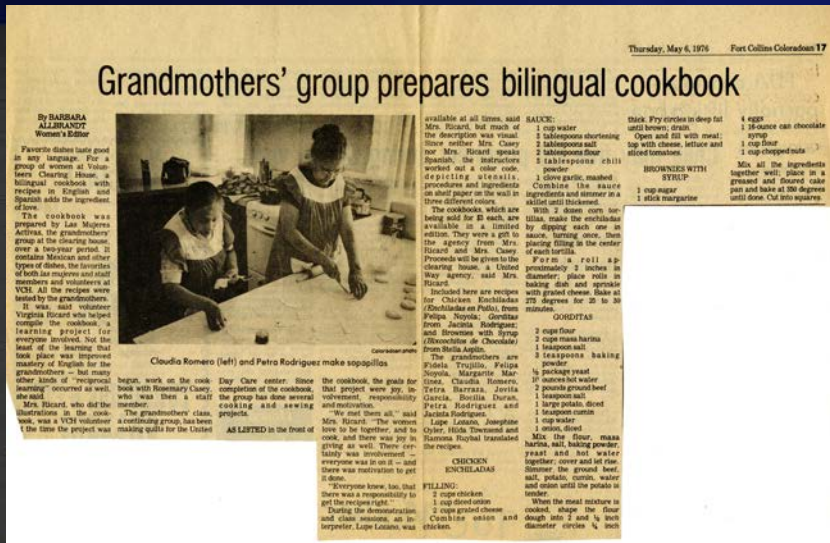 Thursday, May 6, 1976 Fort Collins Coloradoan 17
Grandmothers' group prepares bilingual cookbook
By BARBARA
ALLBRANDT
Women's Editor
Favorite dishes taste good
in any language. For a
group of women at Volun-
teers Clearing House, a
bilingual cookbook with
recipes in English and
Spanish adds the ingredient
of love.
The cookbook was
prepared by Las Mujeres
Activas, the grandmothers'
group at the clearing house,
over a two-year period. It
contains Mexican and other
types of dishes, the favorites
of both las mujeres and staff
members and volunteers at
VCH. All the recipes were
tested by the grandmothers.
It was, said volunteer
Virginia Ricard who helped
compile the cookbook, a
learning project for
everyone involved. Not the
least of the learning that
took place was improved
mastery of English for the
grandmothers — but many
other kinds of "reciprocal
learning" occurred as well,
she said.
Mrs. Ricard, who did the
illustrations in the cook-
book, was a VCH volunteer
at the time the project was
Coloradoan photo
Claudia Romero (left) and Petra Rodriguez make sopapillas
begun, work on the cook-
book with Rosemary Casey,
who was then a staff
member.
The grandmothers' class,
a continuing group, has been
making quilts for the United
Day Care center. Since
completion of the cookbook,
the group has done several
cooking and sewing
projects.
AS LISTED in the front of
the cookbook, the goals for
that project were joy, in-
volvement, responsibility
and motivation.
"We met them all," said
Mrs. Ricard. "The women
love to be together, and to
cook, and there was joy in
giving as well. There cer-
tainly was involvement —
everyone was in on it — and
there was motivation to get
it done.
"Everyone knew, too, that
there was a responsibility to
get the recipes right."
During the demonstration
and class sessions, an in-
terpreter, Lupe Lozano, was
available at all times, said
Mrs. Ricard, but much of
the description was visual.
Since neither Mrs. Casey
nor Mrs. Ricard speaks
Spanish, the instructors
worked out a color code,
depicting utensils,
procedures and ingredients
on shelf paper on the wall in
three different colors.
The cookbooks, which are
being sold for $3 each, are
available in a limited
edition. They were a gift to
the agency from Mrs.
Ricard and Mrs. Casey.
Proceeds will be given to the
clearing house, a United
Way agency, said Mrs.
Ricard.
Included here are recipes
for Chicken Enchiladas
(Enchiladas en Pollo), from
Felipa Noyola; Gorditas
from Jacinta Rodriguez;
and Brownies with Syrup
(Bizcochitos de Chocolate)
from Stella Asplin.
The grandmothers are
Fidela Trujillo, Felipa
Noyola, Margarite Mar-
tinez, Claudia Romero,
Tetra Barraza, Jovita
Garcia, Bocilia Duran,
Petra Rodriguez and
Jacinta Rodriguez.
Lupe Lozano, Josephine
Oyler, Hilda Townsend and
Ramona Ruybal translated
the recipes.
CHICKEN
ENCHILADAS
FILLING:
2 cups chicken
1 cup diced onion
2 cups grated cheese
Combine onion and
chicken.
SAUCE:
1 cup water
3 tablespoons shortening
2 tablespoons flour
chili
powder
1 clove garlic, mashed
Combine the sauce
ingredients and simmer in a
skillet until thickened.
With 2 dozen corn tor-
tillas, make the enchiladas
by dipping each one in
sauce, turning once, then
placing filling in the center
of each tortilla.
Form a roll ap-
proximately 2 inches in
diameter; place rolls in
baking dish and sprinkle
with grated cheese. Bake at
275 degrees for 25 to 30
minutes.
GORDITAS
2 cups flour
2 cups masa harina
1 teaspoon salt
3 teaspoons baking
powder
½ package yeast
ounces hot water
2 pounds ground beef
1 teaspoon salt
1 large potato, diced
1 teaspoon cumin
1 cup water
1 onion, diced
Mix the flour, masa
harina, salt, baking powder,
yeast and hot water
together; cover and let rise.
Simmer the ground beef,
salt, potato, cumin, water
and onion until the potato is
tender.
When the meat mixture is
cooked, shape the flour
dough into 2 and ½ inch
diameter circles ¼ inch
thick. Fry circles in deep fat
until brown; drain.
Open and fill with meat;
top with cheese, lettuce and
sliced tomatoes.
BROWNIES WITH
SYRUP
1 cup sugar
1 stick margarine
4 eggs
1 16-ounce can chocolate
syrup
1 cup flour
1 cup chopped nuts
Mix all the ingredients
together well; place in a
greased and floured cake
pan and bake at 350 degrees
until done. Cut into squares.